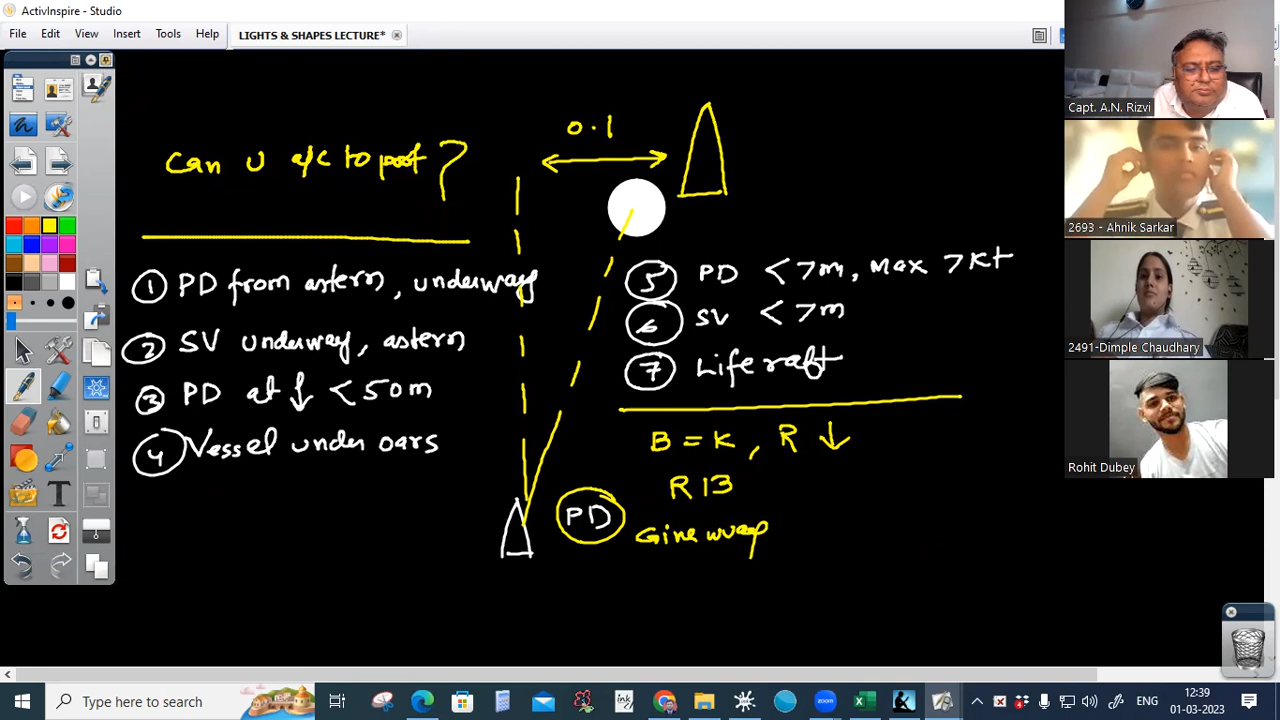 ActivInspire - Studio
File Edit View Insert Tools Help
LIGHTS & SHAPES LECTURE*
can u a/c to port ?
0.1
① PD from astern, underway
② SV underway, astern
③ PD at ⚓ < 50m
④ Vessel under oars
⑤ PD < 7m, Max 7kt
⑥ SV < 7m
⑦ Life raft
B = K, R ↓
R 13
PD
Give way
Capt. A.N. Rizvi
2693 - Ahnik Sarkar
2491-Dimple Chaudhary
Rohit Dubey
Type here to search
ink
zoom
ENG
12:39
01-03-2023